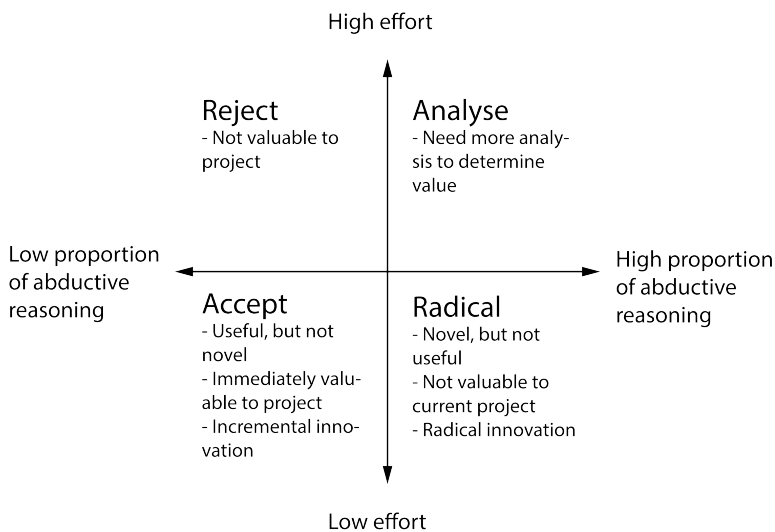 High effort
Reject
- Not valuable to
project
Analyse
- Need more analy-
sis to determine
value
Low proportion
of abductive
reasoning
High proportion
of abductive
reasoning
Accept
- Useful, but not
novel
- Immediately valu-
able to project
- Incremental inno-
vation
Radical
- Novel, but not
useful
- Not valuable to
current project
- Radical innovation
Low effort